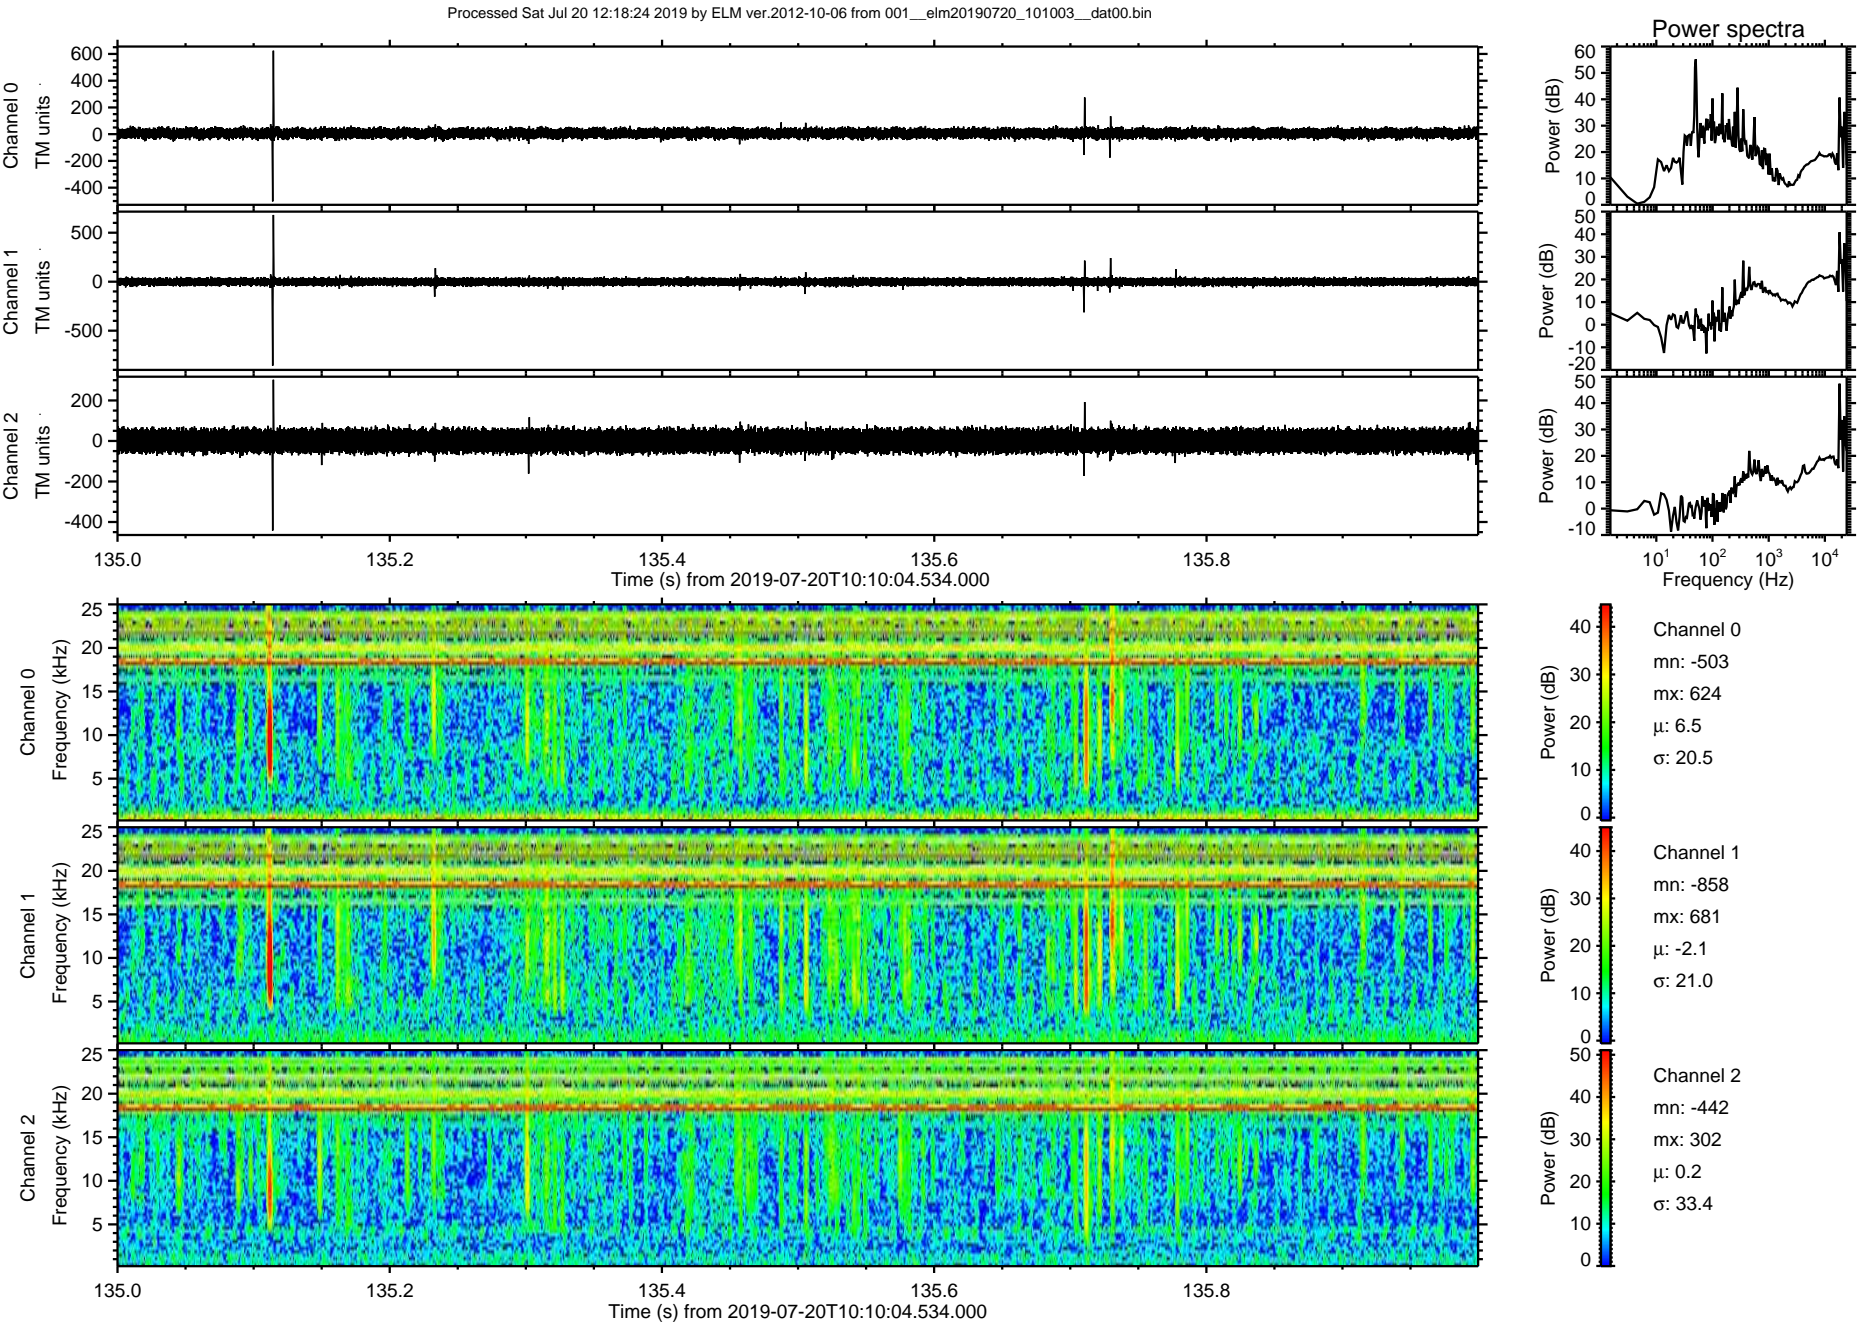 Processed Sat Jul 20 12:18:24 2019 by ELM ver.2012-10-06 from 001__elm20190720_101003__dat00.bin
Power spectra
Channel 0
TM units
600
400
200
0
-200
-400
Power (dB)
60
50
40
30
20
10
0
Channel 1
TM units
500
0
-500
Power (dB)
50
40
30
20
10
0
-10
-20
Channel 2
TM units
200
0
-200
-400
Power (dB)
50
40
30
20
10
0
-10
135.0 135.2 135.4 135.6 135.8
Time (s) from 2019-07-20T10:10:04.534.000
10¹ 10² 10³ 10⁴
Frequency (Hz)
Channel 0
Frequency (kHz)
25
20
15
10
5
Power (dB)
40
30
20
10
0
Channel 0
mn: -503
mx: 624
μ: 6.5
σ: 20.5
Channel 1
Frequency (kHz)
25
20
15
10
5
Power (dB)
40
30
20
10
0
Channel 1
mn: -858
mx: 681
μ: -2.1
σ: 21.0
Channel 2
Frequency (kHz)
25
20
15
10
5
Power (dB)
50
40
30
20
10
0
Channel 2
mn: -442
mx: 302
μ: 0.2
σ: 33.4
135.0 135.2 135.4 135.6 135.8
Time (s) from 2019-07-20T10:10:04.534.000